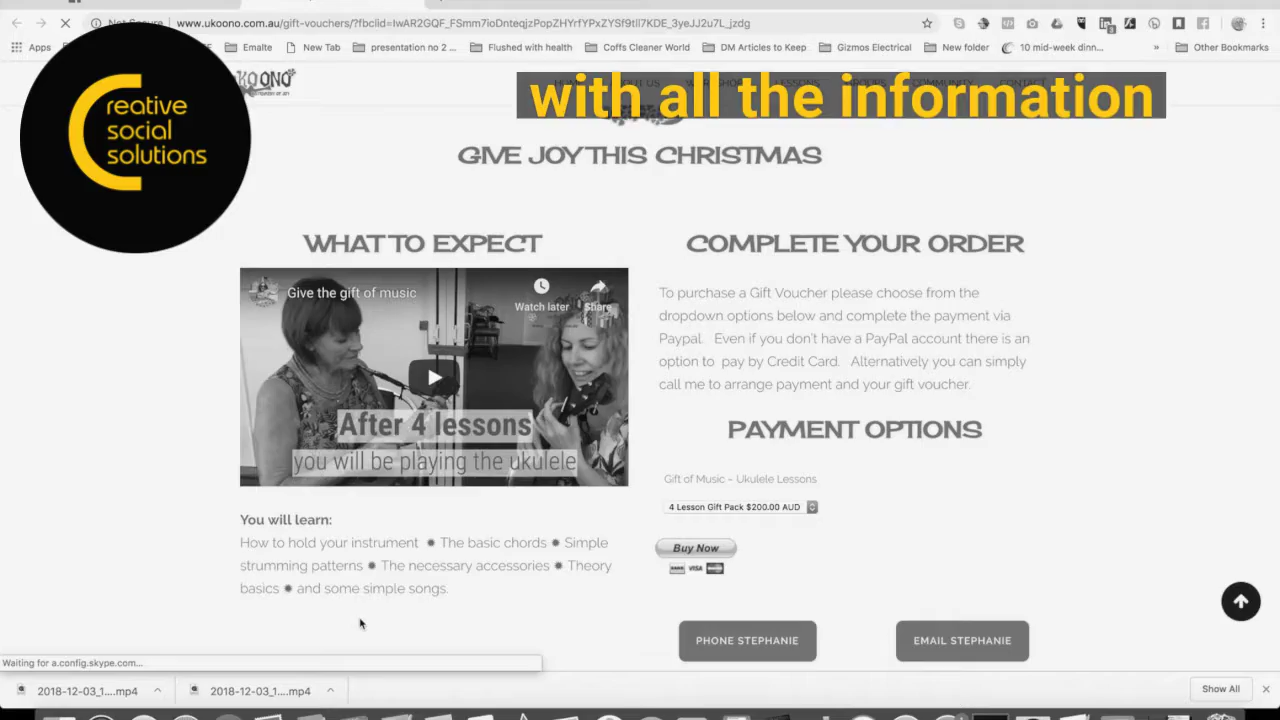 Not Secure
www.ukoono.com.au/gift-vouchers/?fbclid=IwAR2GQF_FSmm7ioDnteqjzPopZHYrfYPxZYSf9tIl7KDE_3yeJJ2u7L_jzdg
Apps
Emalte
New Tab
presentation no 2 ...
Flushed with health
Coffs Cleaner World
DM Articles to Keep
Gizmos Electrical
New folder
10 mid-week dinn...
»
Other Bookmarks
reative
social
solutions
with all the information
GIVE JOY THIS CHRISTMAS
WHAT TO EXPECT
Give the gift of music
Watch later
Share
After 4 lessons
you will be playing the ukulele
You will learn:
How to hold your instrument ● The basic chords ● Simple
strumming patterns ● The necessary accessories ● Theory
basics ● and some simple songs.
COMPLETE YOUR ORDER
To purchase a Gift Voucher please choose from the
dropdown options below and complete the payment via
Paypal. Even if you don't have a PayPal account there is an
option to pay by Credit Card. Alternatively you can simply
call me to arrange payment and your gift voucher.
PAYMENT OPTIONS
Gift of Music – Ukulele Lessons
4 Lesson Gift Pack $200.00 AUD
Buy Now
VISA
PHONE STEPHANIE
EMAIL STEPHANIE
Waiting for a.config.skype.com...
2018-12-03_1....mp4
2018-12-03_1....mp4
Show All